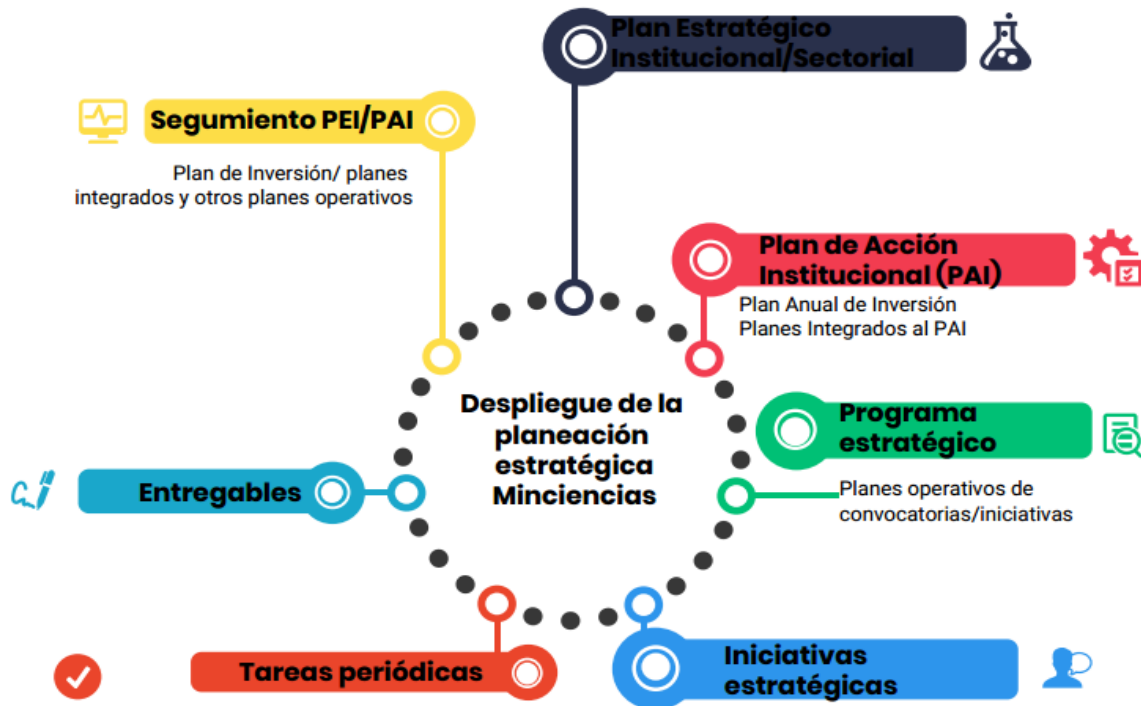 Plan Estratégico
Institucional/Sectorial
Segumiento PEI/PAI
Plan de Inversión/ planes
integrados y otros planes operativos
Plan de Acción
Institucional (PAI)
Plan Anual de Inversión
Planes Integrados al PAI
Despliegue de la
planeación
estratégica
Minciencias
Programa
estratégico
Planes operativos de
convocatorias/iniciativas
Entregables
Tareas periódicas
Iniciativas
estratégicas